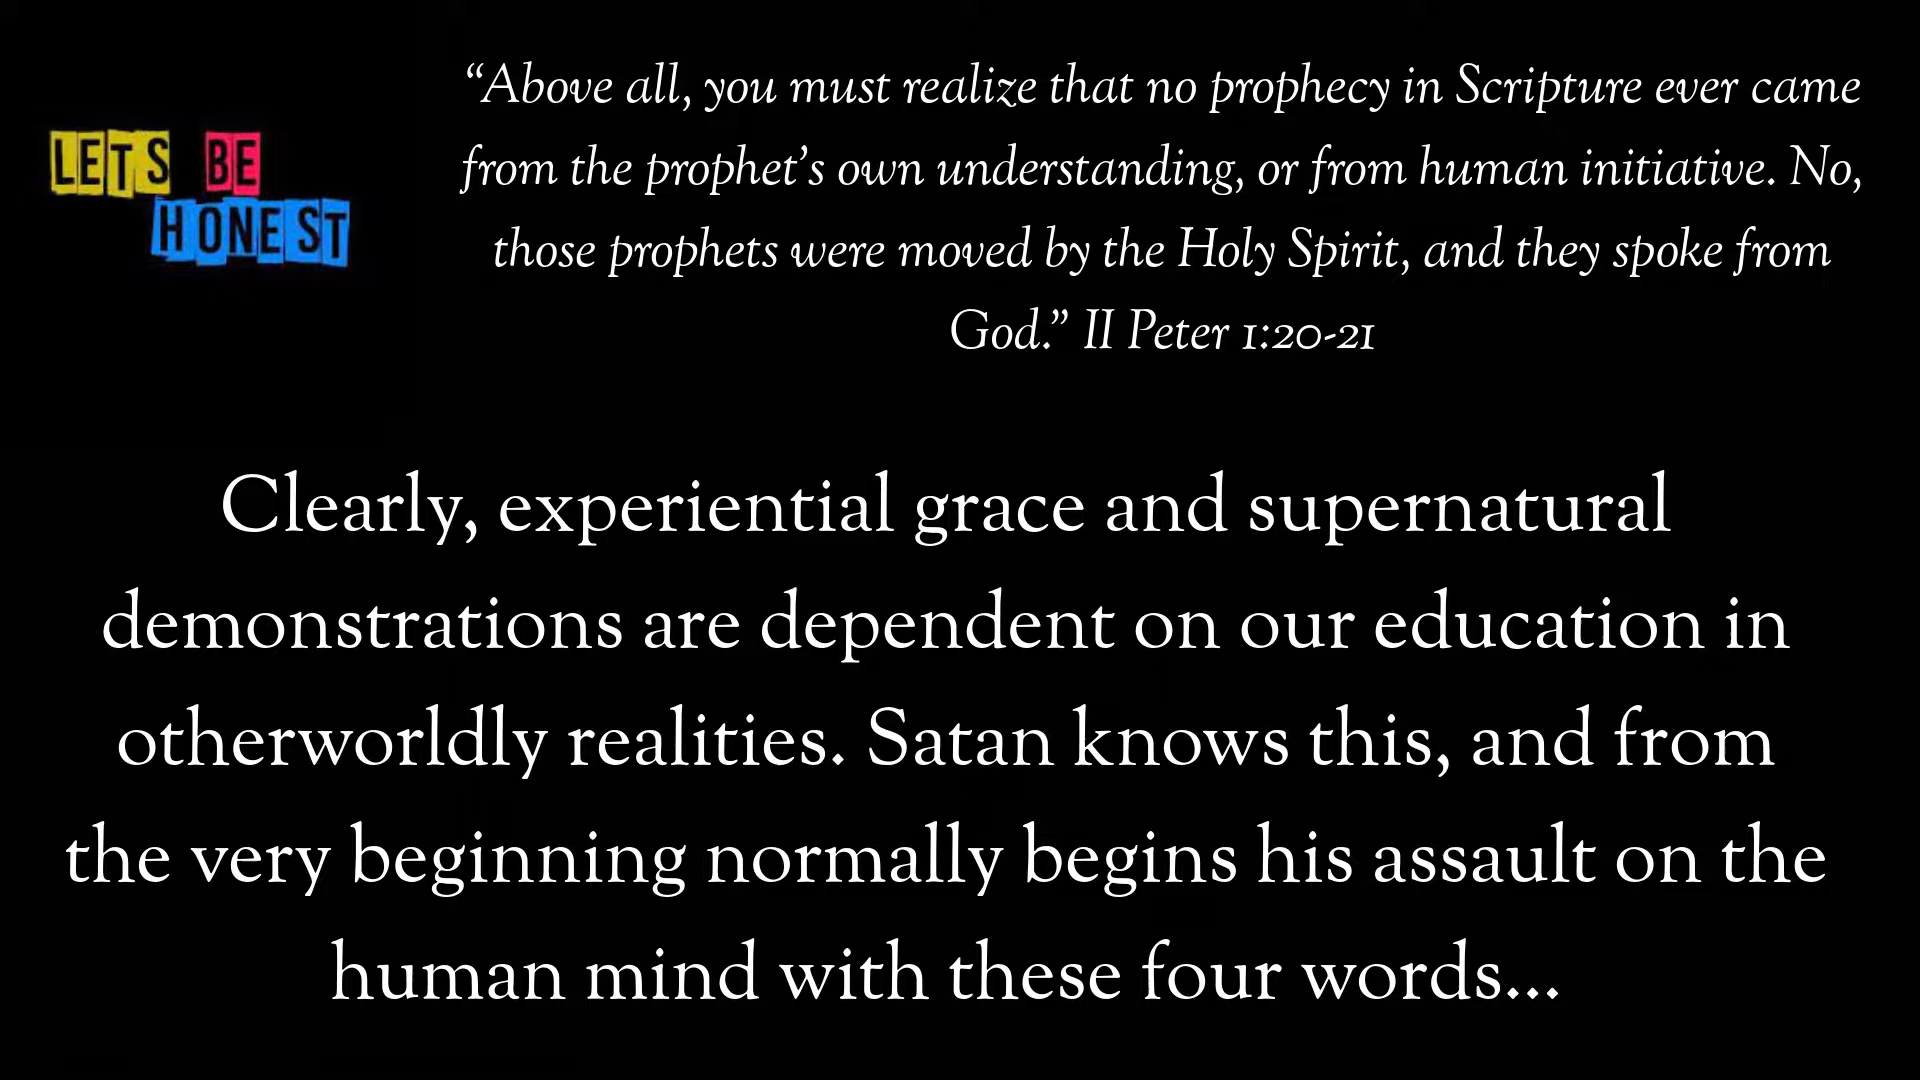 LETS BE
HONEST
“Above all, you must realize that no prophecy in Scripture ever came
from the prophet’s own understanding, or from human initiative. No,
those prophets were moved by the Holy Spirit, and they spoke from
God.” II Peter 1:20-21
Clearly, experiential grace and supernatural
demonstrations are dependent on our education in
otherworldly realities. Satan knows this, and from
the very beginning normally begins his assault on the
human mind with these four words...